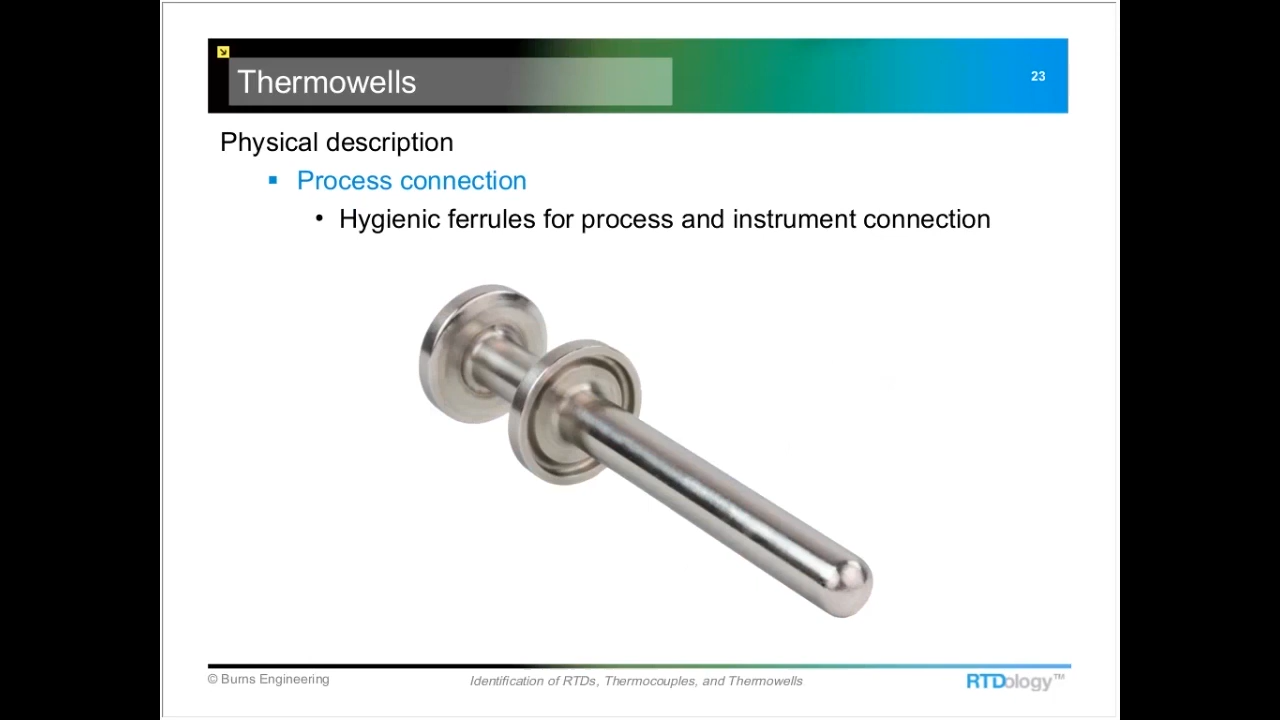 Thermowells
23
Physical description
Process connection
Hygienic ferrules for process and instrument connection
© Burns Engineering
Identification of RTDs, Thermocouples, and Thermowells
RTDology™